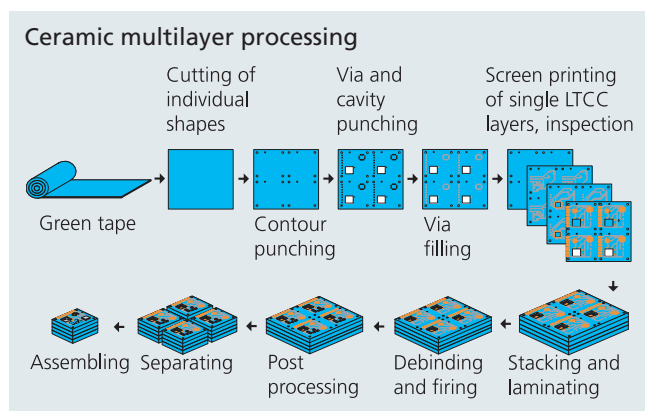 Ceramic multilayer processing
Cutting of
individual
shapes
Via and
cavity
punching
Screen printing
of single LTCC
layers, inspection
Green tape
Contour
punching
Via
filling
Assembling
Separating
Post
processing
Debinding
and firing
Stacking and
laminating